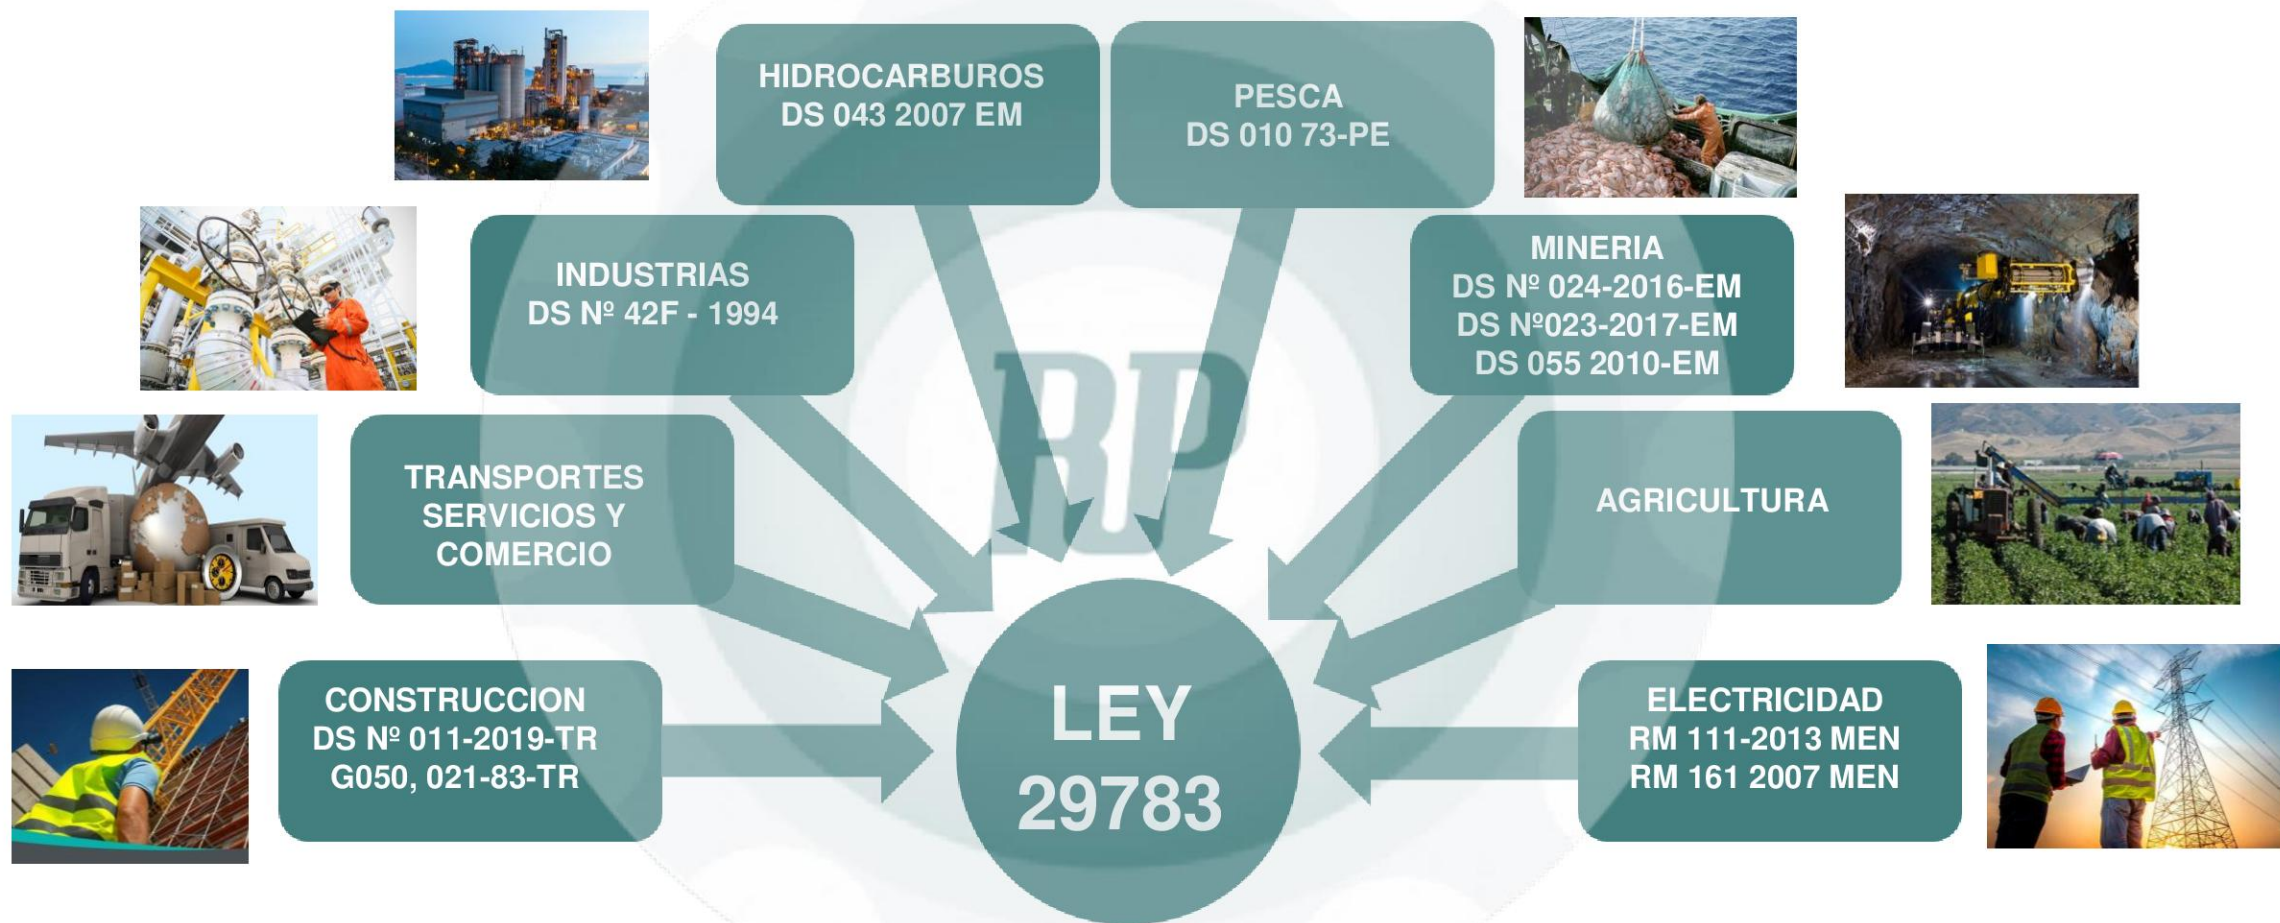 HIDROCARBUROS
DS 043 2007 EM
PESCA
DS 010 73-PE
INDUSTRIAS
DS Nº 42F - 1994
MINERIA
DS Nº 024-2016-EM
DS Nº023-2017-EM
DS 055 2010-EM
TRANSPORTES
SERVICIOS Y
COMERCIO
AGRICULTURA
CONSTRUCCION
DS Nº 011-2019-TR
G050, 021-83-TR
ELECTRICIDAD
RM 111-2013 MEN
RM 161 2007 MEN
LEY
29783
RP